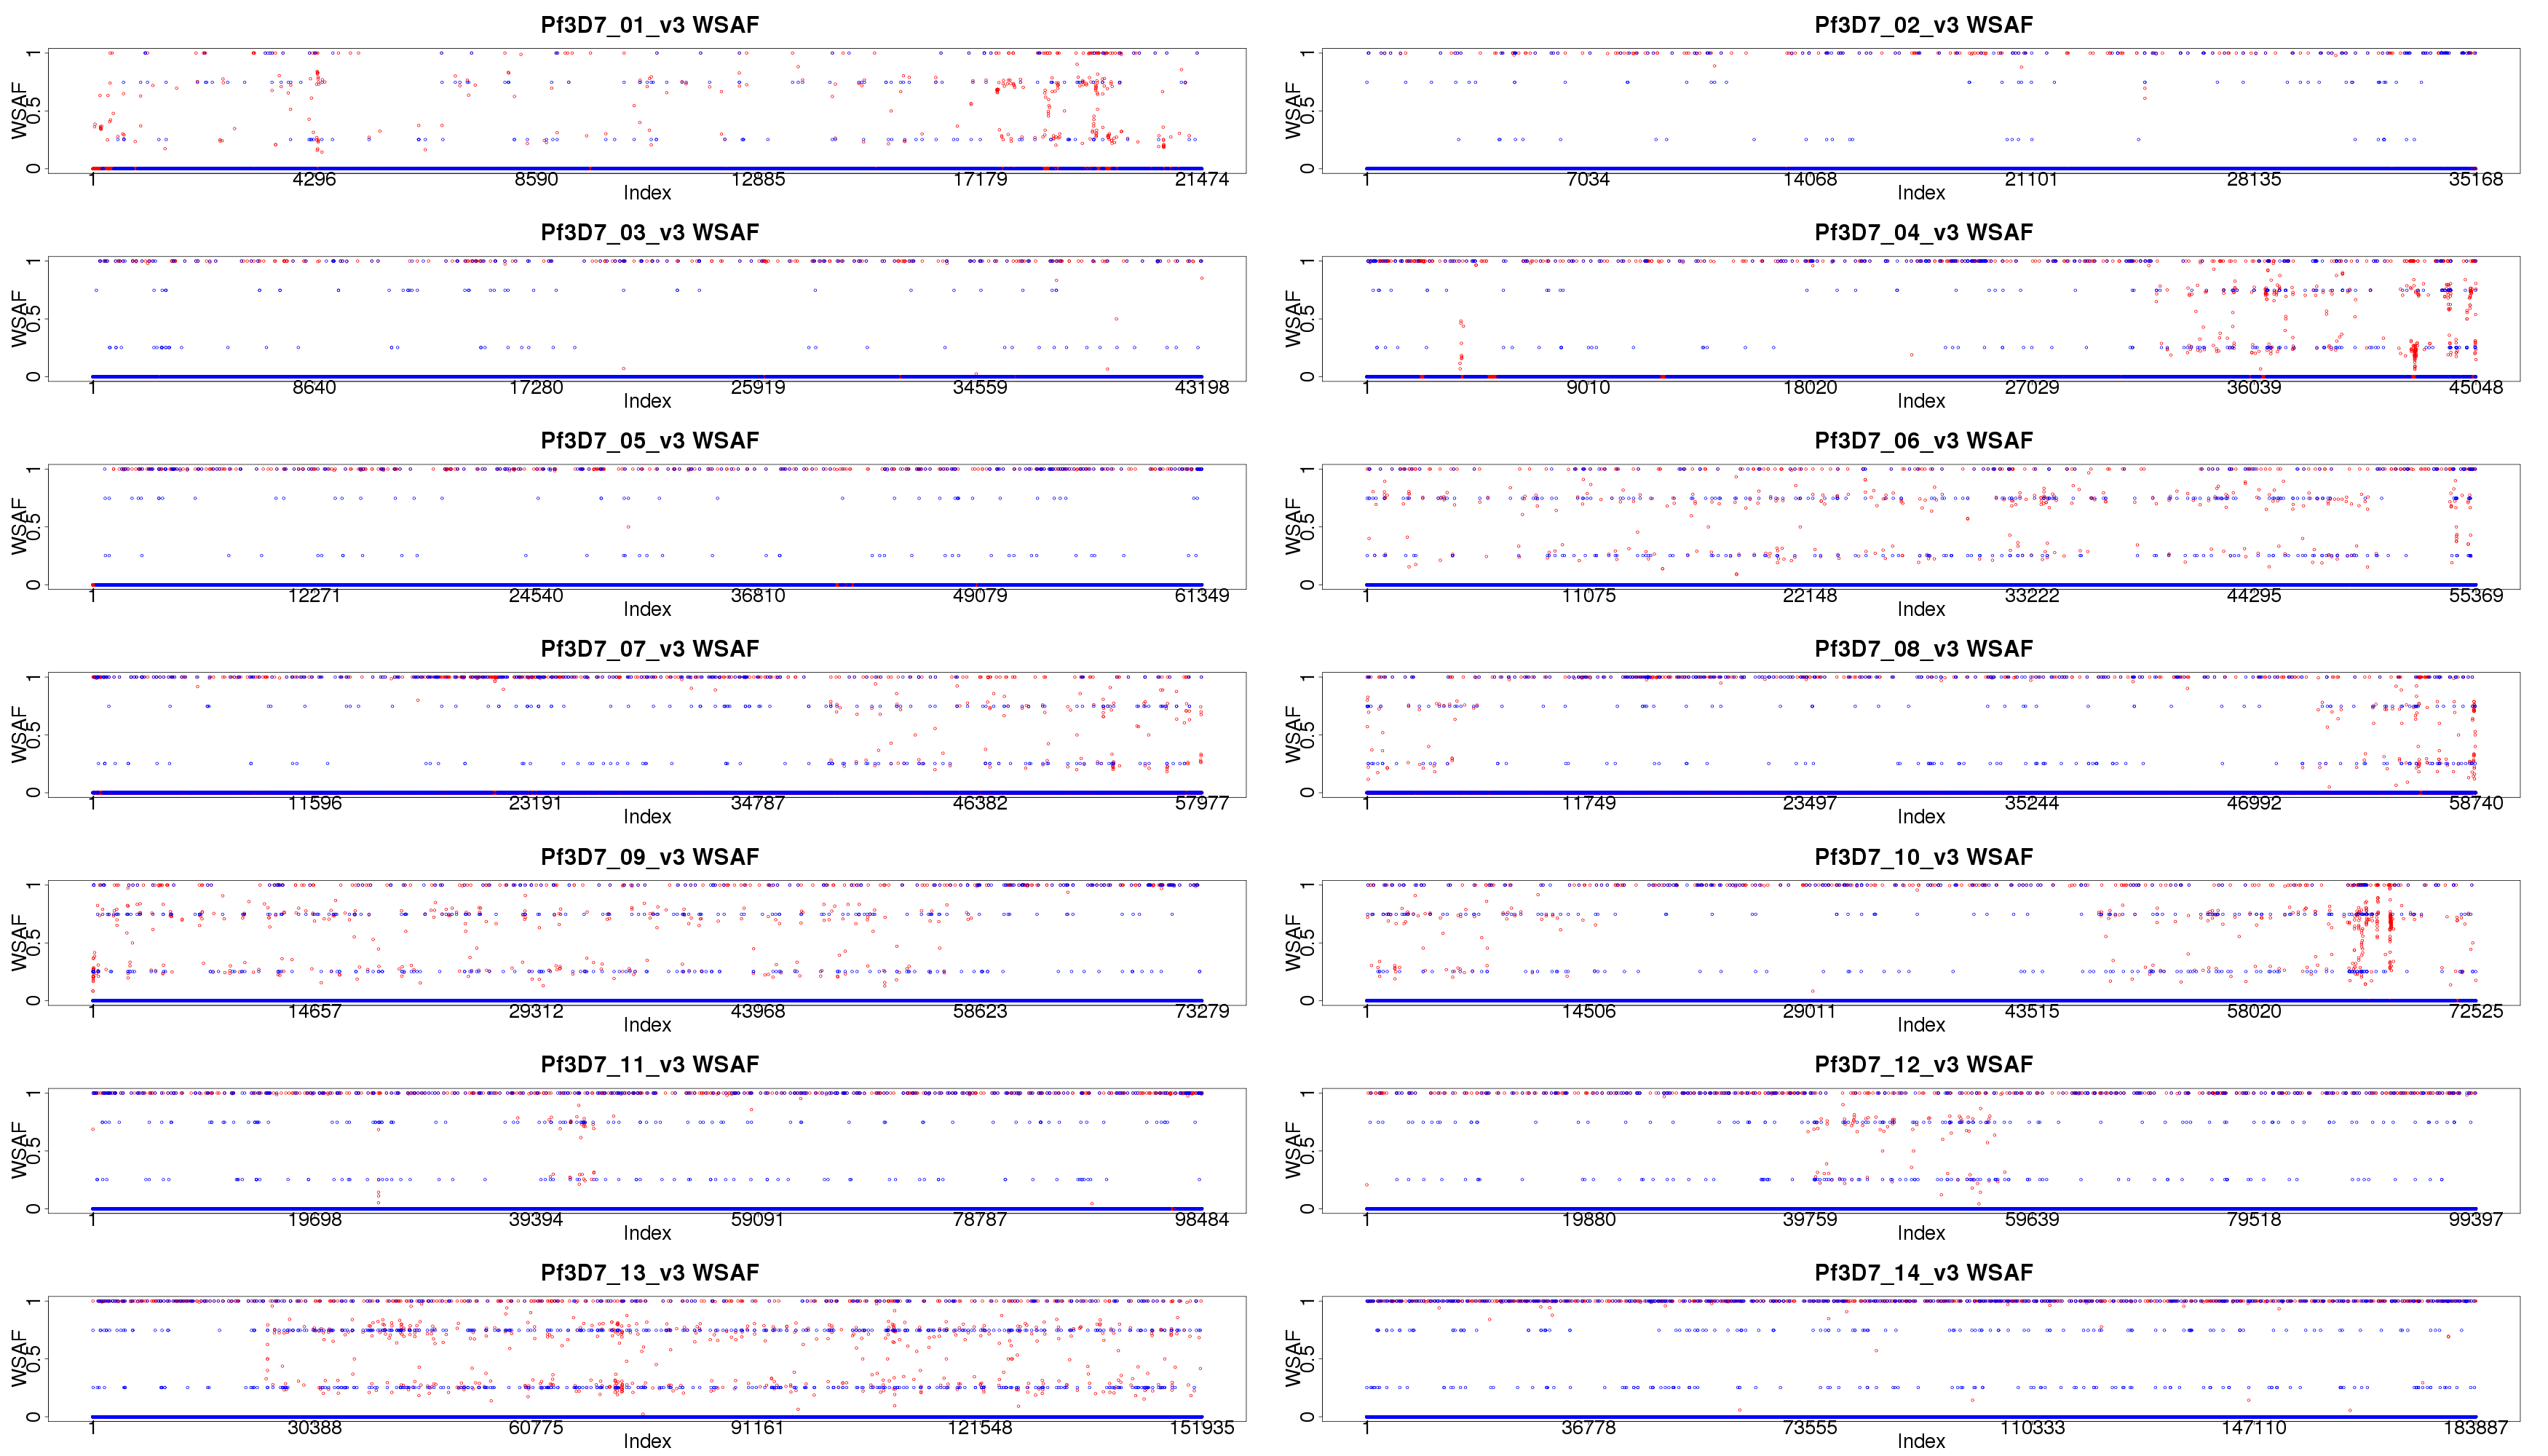 Pf3D7_01_v3 WSAF
WSAF
0 0.5 1
1 4296 8590 12885 17179 21474
Index
Pf3D7_02_v3 WSAF
WSAF
0 0.5 1
1 7034 14068 21101 28135 35168
Index
Pf3D7_03_v3 WSAF
WSAF
0 0.5 1
1 8640 17280 25919 34559 43198
Index
Pf3D7_04_v3 WSAF
WSAF
0 0.5 1
1 9010 18020 27029 36039 45048
Index
Pf3D7_05_v3 WSAF
WSAF
0 0.5 1
1 12271 24540 36810 49079 61349
Index
Pf3D7_06_v3 WSAF
WSAF
0 0.5 1
1 11075 22148 33222 44295 55369
Index
Pf3D7_07_v3 WSAF
WSAF
0 0.5 1
1 11596 23191 34787 46382 57977
Index
Pf3D7_08_v3 WSAF
WSAF
0 0.5 1
1 11749 23497 35244 46992 58740
Index
Pf3D7_09_v3 WSAF
WSAF
0 0.5 1
1 14657 29312 43968 58623 73279
Index
Pf3D7_10_v3 WSAF
WSAF
0 0.5 1
1 14506 29011 43515 58020 72525
Index
Pf3D7_11_v3 WSAF
WSAF
0 0.5 1
1 19698 39394 59091 78787 98484
Index
Pf3D7_12_v3 WSAF
WSAF
0 0.5 1
1 19880 39759 59639 79518 99397
Index
Pf3D7_13_v3 WSAF
WSAF
0 0.5 1
1 30388 60775 91161 121548 151935
Index
Pf3D7_14_v3 WSAF
WSAF
0 0.5 1
1 36778 73555 110333 147110 183887
Index